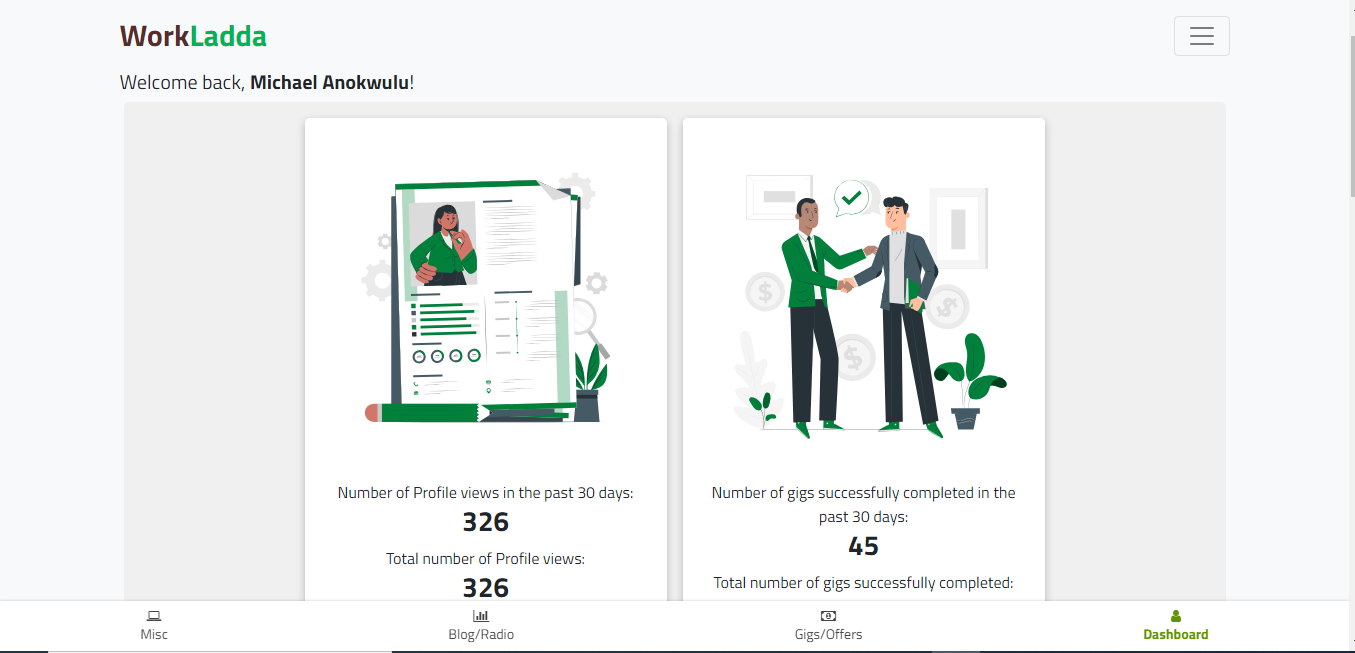 WorkLadda
Welcome back, Michael Anokwulu!
Number of Profile views in the past 30 days:
326
Total number of Profile views:
326
Number of gigs successfully completed in the
past 30 days:
45
Total number of gigs successfully completed:
Misc
Blog/Radio
Gigs/Offers
Dashboard